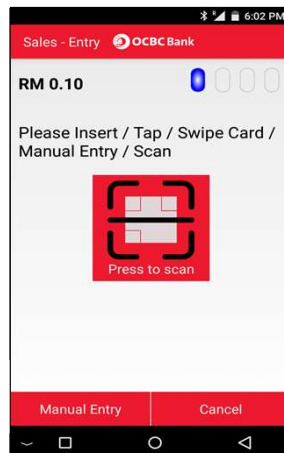 6:02 PM
Sales - Entry OCBC Bank
RM 0.10
Please Insert / Tap / Swipe Card /
Manual Entry / Scan
Press to scan
Manual Entry Cancel